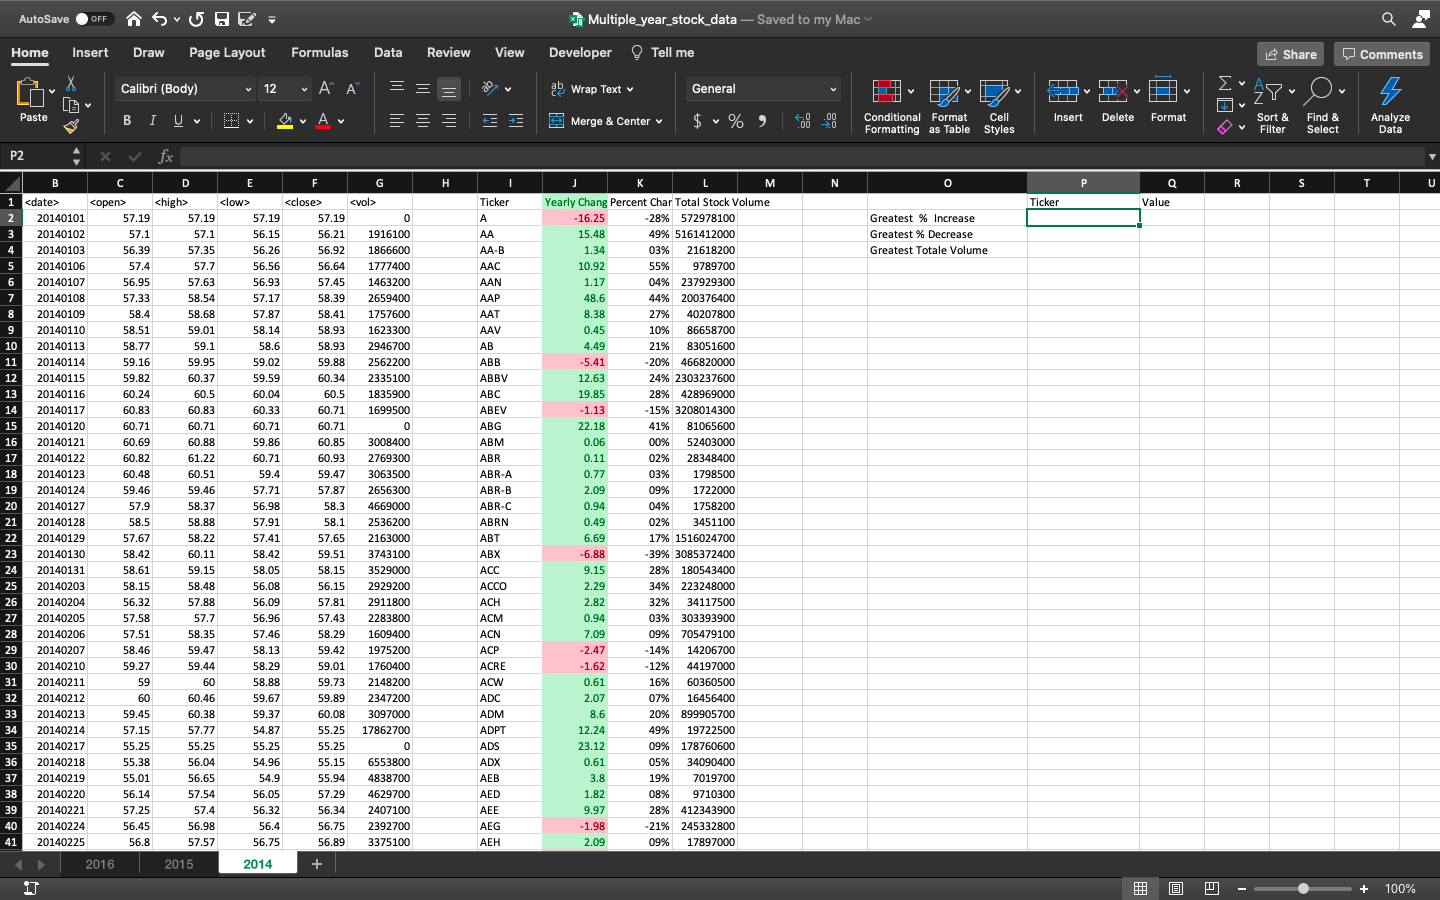 AutoSave OFF Multiple_year_stock_data — Saved to my Mac
Home Insert Draw Page Layout Formulas Data Review View Developer Tell me Share Comments
Paste Calibri (Body) 12 A A B I U A ab Wrap Text Merge & Center General $ % Conditional Formatting Format as Table Cell Styles Insert Delete Format Sort & Filter Find & Select Analyze Data
P2 fx
B C D E F G H I J K L M N O P Q R S T U
1 <date> <open> <high> <low> <close> <vol> Ticker Yearly Chang Percent Char Total Stock Volume Ticker Value
2 20140101 57.19 57.19 57.19 57.19 0 A -16.25 -28% 572978100 Greatest % Increase
3 20140102 57.1 57.1 56.15 56.21 1916100 AA 15.48 49% 5161412000 Greatest % Decrease
4 20140103 56.39 57.35 56.26 56.92 1866600 AA-B 1.34 03% 21618200 Greatest Totale Volume
5 20140106 57.4 57.7 56.56 56.64 1777400 AAC 10.92 55% 9789700
6 20140107 56.95 57.63 56.93 57.45 1463200 AAN 1.17 04% 237929300
7 20140108 57.33 58.54 57.17 58.39 2659400 AAP 48.6 44% 200376400
8 20140109 58.4 58.68 57.87 58.41 1757600 AAT 8.38 27% 40207800
9 20140110 58.51 59.01 58.14 58.93 1623300 AAV 0.45 10% 86658700
10 20140113 58.77 59.1 58.6 58.93 2946700 AB 4.49 21% 83051600
11 20140114 59.16 59.95 59.02 59.88 2562200 ABB -5.41 -20% 466820000
12 20140115 59.82 60.37 59.59 60.34 2335100 ABBV 12.63 24% 2303237600
13 20140116 60.24 60.5 60.04 60.5 1835900 ABC 19.85 28% 428969000
14 20140117 60.83 60.83 60.33 60.71 1699500 ABEV -1.13 -15% 3208014300
15 20140120 60.71 60.71 60.71 60.71 0 ABG 22.18 41% 81065600
16 20140121 60.69 60.88 59.86 60.85 3008400 ABM 0.06 00% 52403000
17 20140122 60.82 61.22 60.71 60.93 2769300 ABR 0.11 02% 28348400
18 20140123 60.48 60.51 59.4 59.47 3063500 ABR-A 0.77 03% 1798500
19 20140124 59.46 59.46 57.71 57.87 2656300 ABR-B 2.09 09% 1722000
20 20140127 57.9 58.37 56.98 58.3 4669000 ABR-C 0.94 04% 1758200
21 20140128 58.5 58.88 57.91 58.1 2536200 ABRN 0.49 02% 3451100
22 20140129 57.67 58.22 57.41 57.65 2163000 ABT 6.69 17% 1516024700
23 20140130 58.42 60.11 58.42 59.51 3743100 ABX -6.88 -39% 3085372400
24 20140131 58.61 59.15 58.05 58.15 3529000 ACC 9.15 28% 180543400
25 20140203 58.15 58.48 56.08 56.15 2929200 ACCO 2.29 34% 223248000
26 20140204 56.32 57.88 56.09 57.81 2911800 ACH 2.82 32% 34117500
27 20140205 57.58 57.7 56.96 57.43 2283800 ACM 0.94 03% 303393900
28 20140206 57.51 58.35 57.46 58.29 1609400 ACN 7.09 09% 705479100
29 20140207 58.46 59.47 58.13 59.42 1975200 ACP -2.47 -14% 14206700
30 20140210 59.27 59.44 58.29 59.01 1760400 ACRE -1.62 -12% 44197000
31 20140211 59 60 58.88 59.73 2148200 ACW 0.61 16% 60360500
32 20140212 60 60.46 59.67 59.89 2347200 ADC 2.07 07% 16456400
33 20140213 59.45 60.38 59.37 60.08 3097000 ADM 8.6 20% 899905700
34 20140214 57.15 57.77 54.87 55.25 17862700 ADPT 12.24 49% 19722500
35 20140217 55.25 55.25 55.25 55.25 0 ADS 23.12 09% 178760600
36 20140218 55.38 56.04 54.96 55.15 6553800 ADX 0.61 05% 34090400
37 20140219 55.01 56.65 54.9 55.94 4838700 AEB 3.8 19% 7019700
38 20140220 56.14 57.54 56.05 57.29 4629700 AED 1.82 08% 9710300
39 20140221 57.25 57.4 56.32 56.34 2407100 AEE 9.97 28% 412343900
40 20140224 56.45 56.98 56.4 56.75 2392700 AEG -1.98 -21% 245332800
41 20140225 56.8 57.57 56.75 56.89 3375100 AEH 2.09 09% 17897000
2016 2015 2014 +
100%